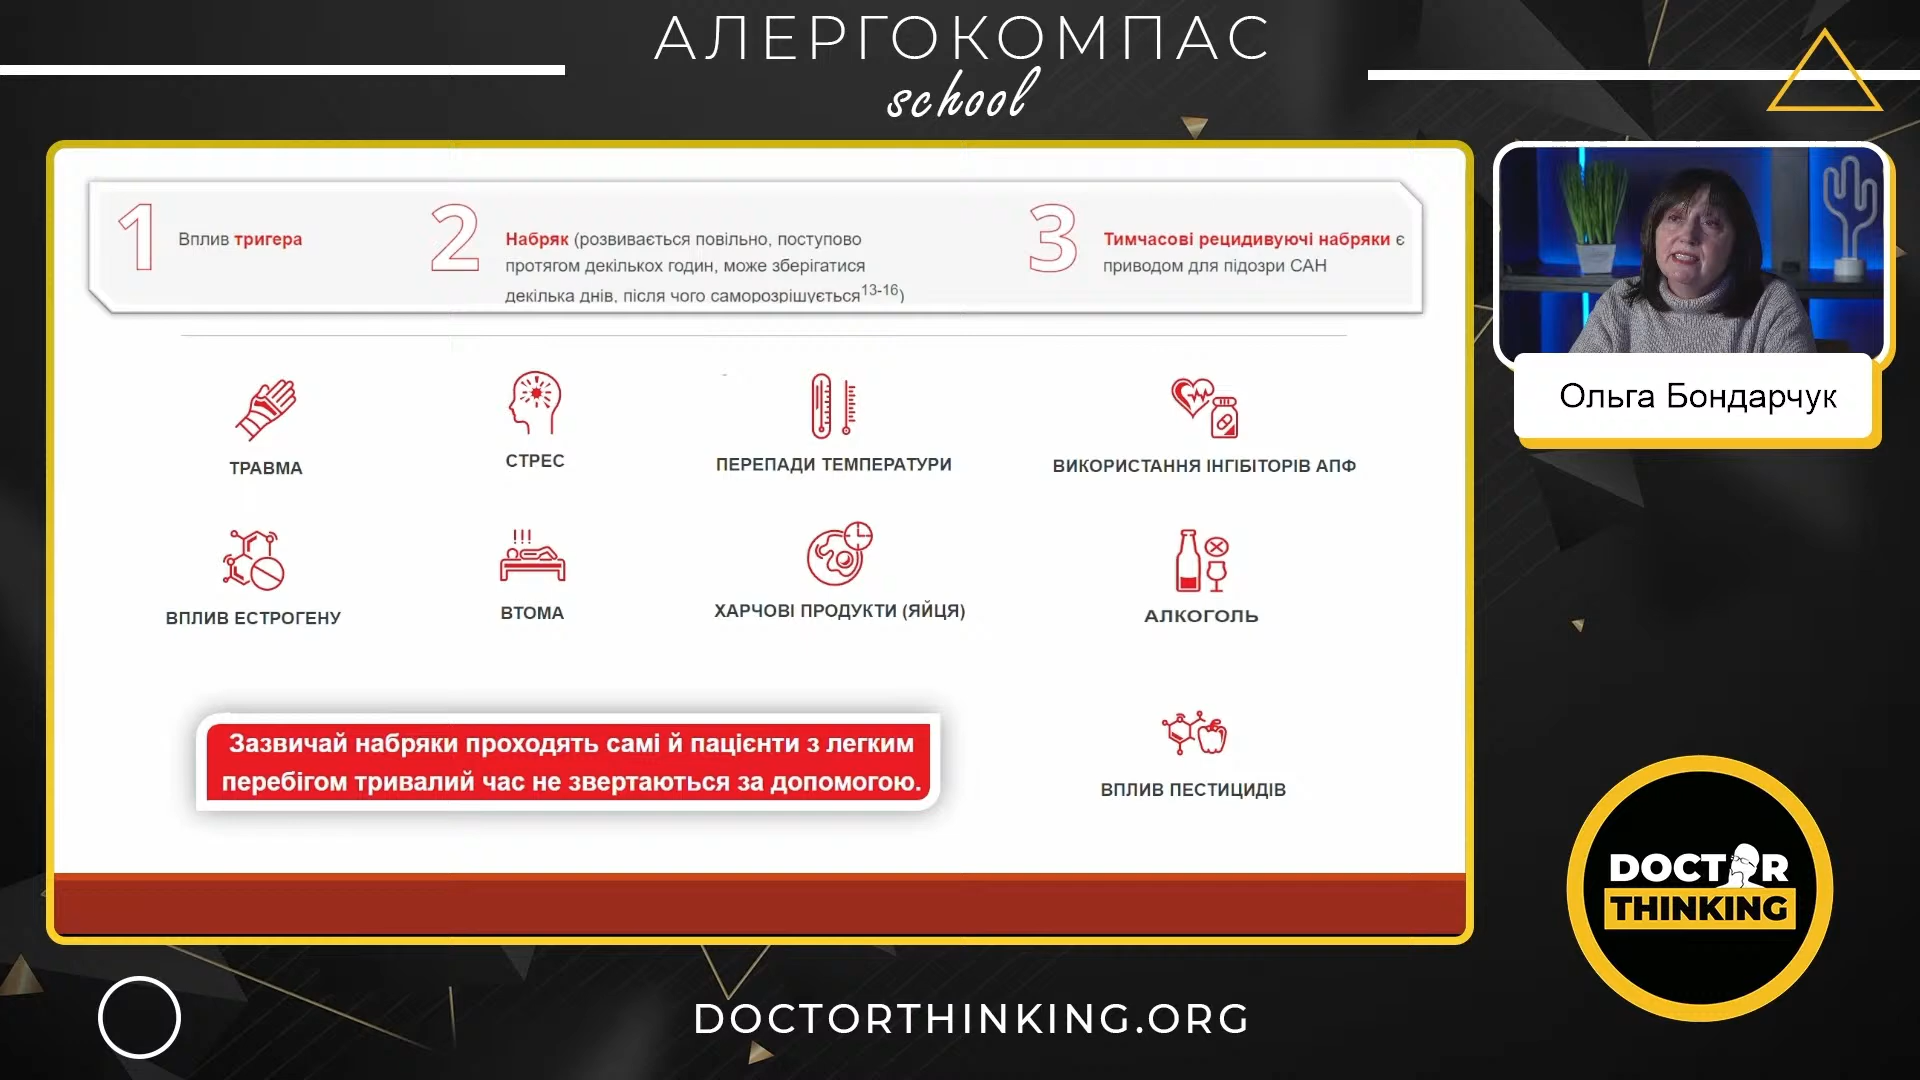 АЛЕРГОКОМПАС
school
1
Вплив тригера
2
Набряк (розвивається повільно, поступово
протягом декількох годин, може зберігатися
декілька днів, після чого саморозрішується13-16)
3
Тимчасові рецидивуючі набряки є
приводом для підозри САН
ТРАВМА
СТРЕС
ПЕРЕПАДИ ТЕМПЕРАТУРИ
ВИКОРИСТАННЯ ІНГІБІТОРІВ АПФ
ВПЛИВ ЕСТРОГЕНУ
ВТОМА
ХАРЧОВІ ПРОДУКТИ (ЯЙЦЯ)
АЛКОГОЛЬ
Зазвичай набряки проходять самі й пацієнти з легким
перебігом тривалий час не звертаються за допомогою.
ВПЛИВ ПЕСТИЦИДІВ
Ольга Бондарчук
DOCTOR
THINKING
DOCTORTHINKING.ORG